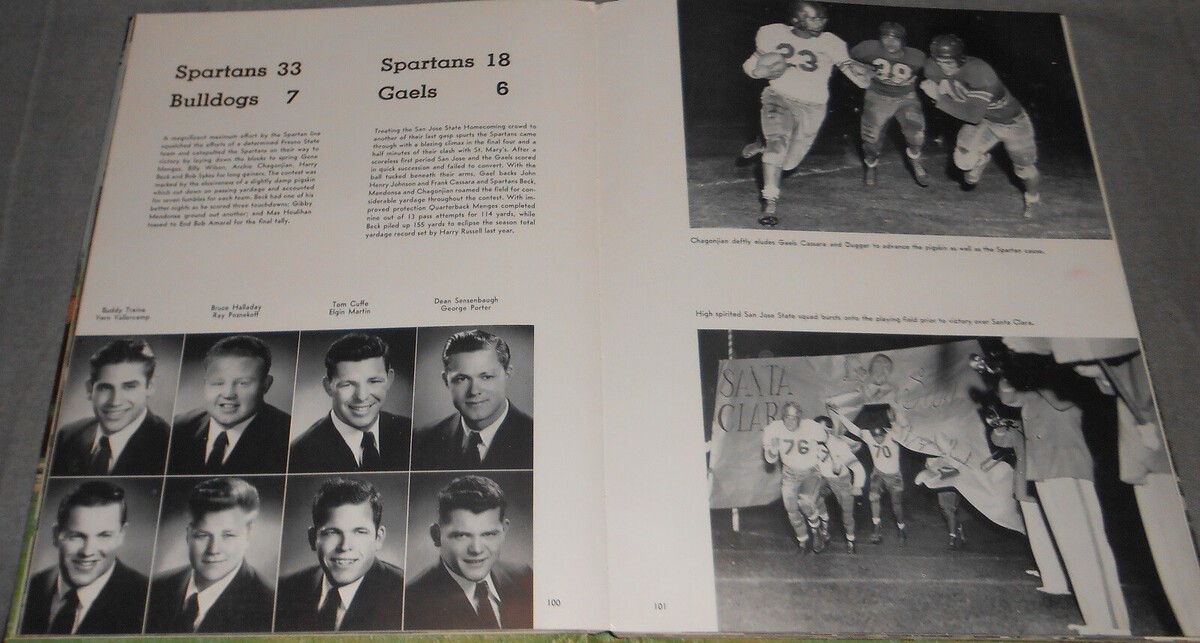 Spartans 33
Bulldogs 7
A magnificent maximum effort by the Spartan line
squelched the efforts of a determined Fresno State
team and catapulted the Spartans on their way to
victory by laying down the blocks to spring Gene
Menges, Billy Wilson, Archie Chagonjian, Harry
Beck and Bob Sykes for long gainers. The contest was
marked by the elusiveness of a slightly damp pigskin
which cut down on passing yardage and accounted
for seven fumbles for each team. Beck had one of his
better nights as he scored three touchdowns; Gibby
Mendonsa ground out another; and Max Houlihan
tossed to End Bob Amaral for the final tally.
Spartans 18
Gaels 6
Treating the San Jose State Homecoming crowd to
another of their last gasp spurts the Spartans came
through with a blazing climax in the final four and a
half minutes of their clash with St. Mary's. After a
scoreless first period San Jose and the Gaels scored
in quick succession and failed to convert. With the
ball tucked beneath their arms, Gael backs John
Henry Johnson and Frank Cassara and Spartans Beck,
Mendonsa and Chagonjian roamed the field for con-
siderable yardage throughout the contest. With im-
proved protection Quarterback Menges completed
nine out of 13 pass attempts for 114 yards, while
Beck piled up 155 yards to eclipse the season total
yardage record set by Harry Russell last year.
Buddy Traina
Vern Vallercamp
Bruce Halladay
Ray Posnekoff
Tom Cuffe
Elgin Martin
Dean Sensenbaugh
George Porter
100
23
39
Chagonjian deftly eludes Gaels Cassara and Dugger to advance the pigskin as well as the Spartan cause.
High spirited San Jose State squad bursts onto the playing field prior to victory over Santa Clara.
SANTA
CLAR
76
70
101